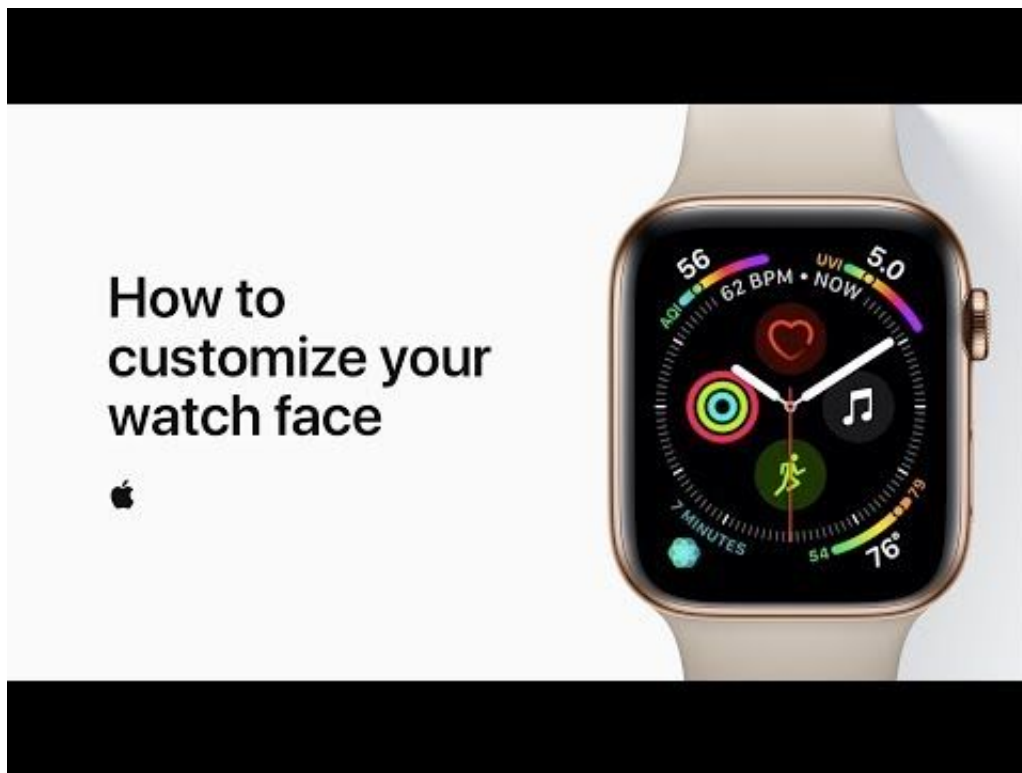 How to
customize your
watch face
56
AQI
62 BPM • NOW
UVI
5.0
7 MINUTES
54
79
76°